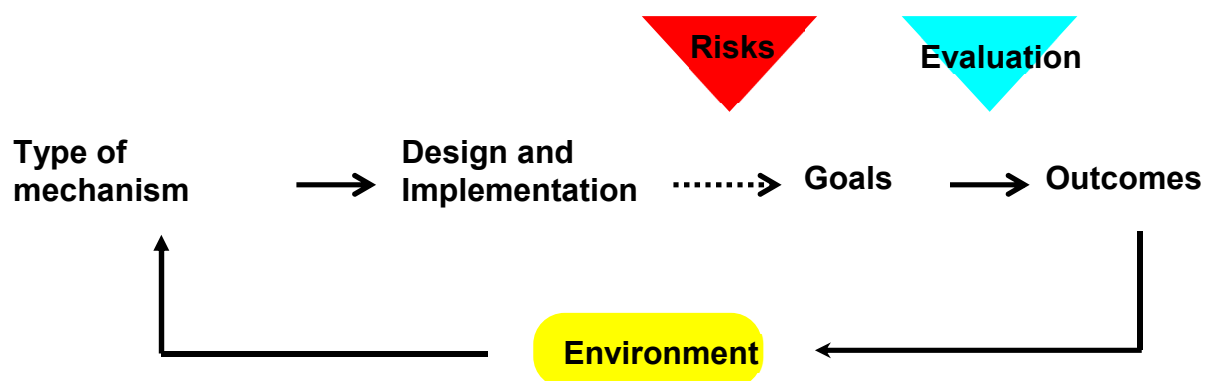 Risks
Evaluation
Type of
mechanism
Design and
Implementation
Goals
Outcomes
Environment